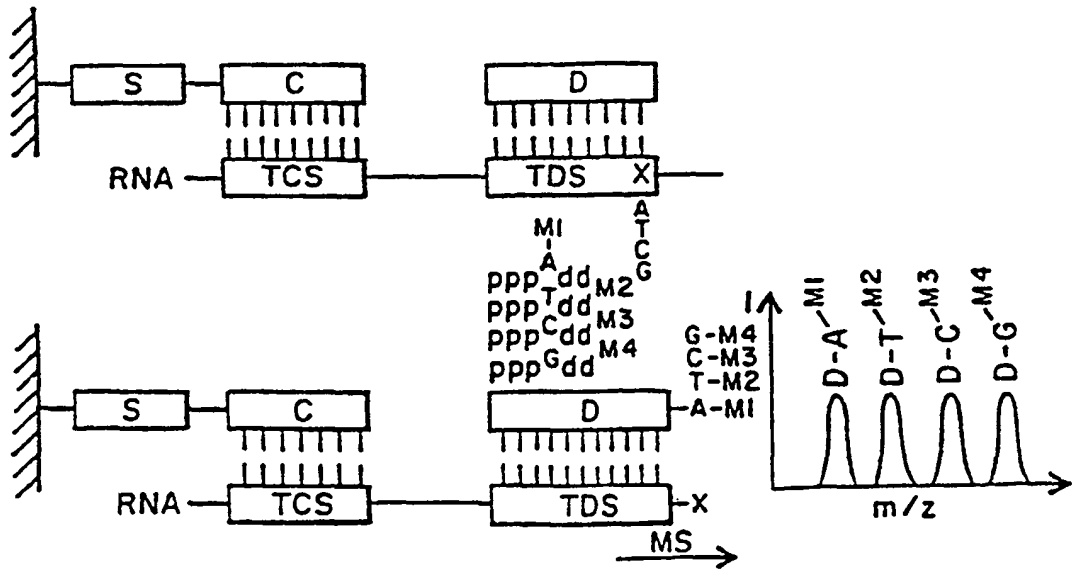 S C D
RNA TCS TDS X
A
T
C
G
M1
A
pppAdd
pppTdd M2
pppCdd M3
pppGdd M4
S C D
G-M4
C-M3
T-M2
A-M1
RNA TCS TDS X
MS
I
D-A-M1 D-T-M2 D-C-M3 D-G-M4
m/z